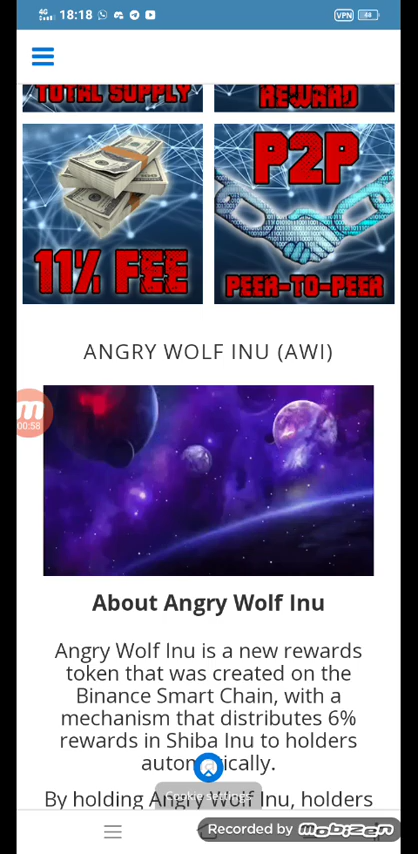 4G 18:18 VPN
TOTAL SUPPLY
REWARD
11% FEE
P2P
PEER-TO-PEER
ANGRY WOLF INU (AWI)
00:58
About Angry Wolf Inu
Angry Wolf Inu is a new rewards
token that was created on the
Binance Smart Chain, with a
mechanism that distributes 6%
rewards in Shiba Inu to holders
automatically.
Cookie settings
By holding Angry Wolf Inu, holders
Recorded by MOBIZEN